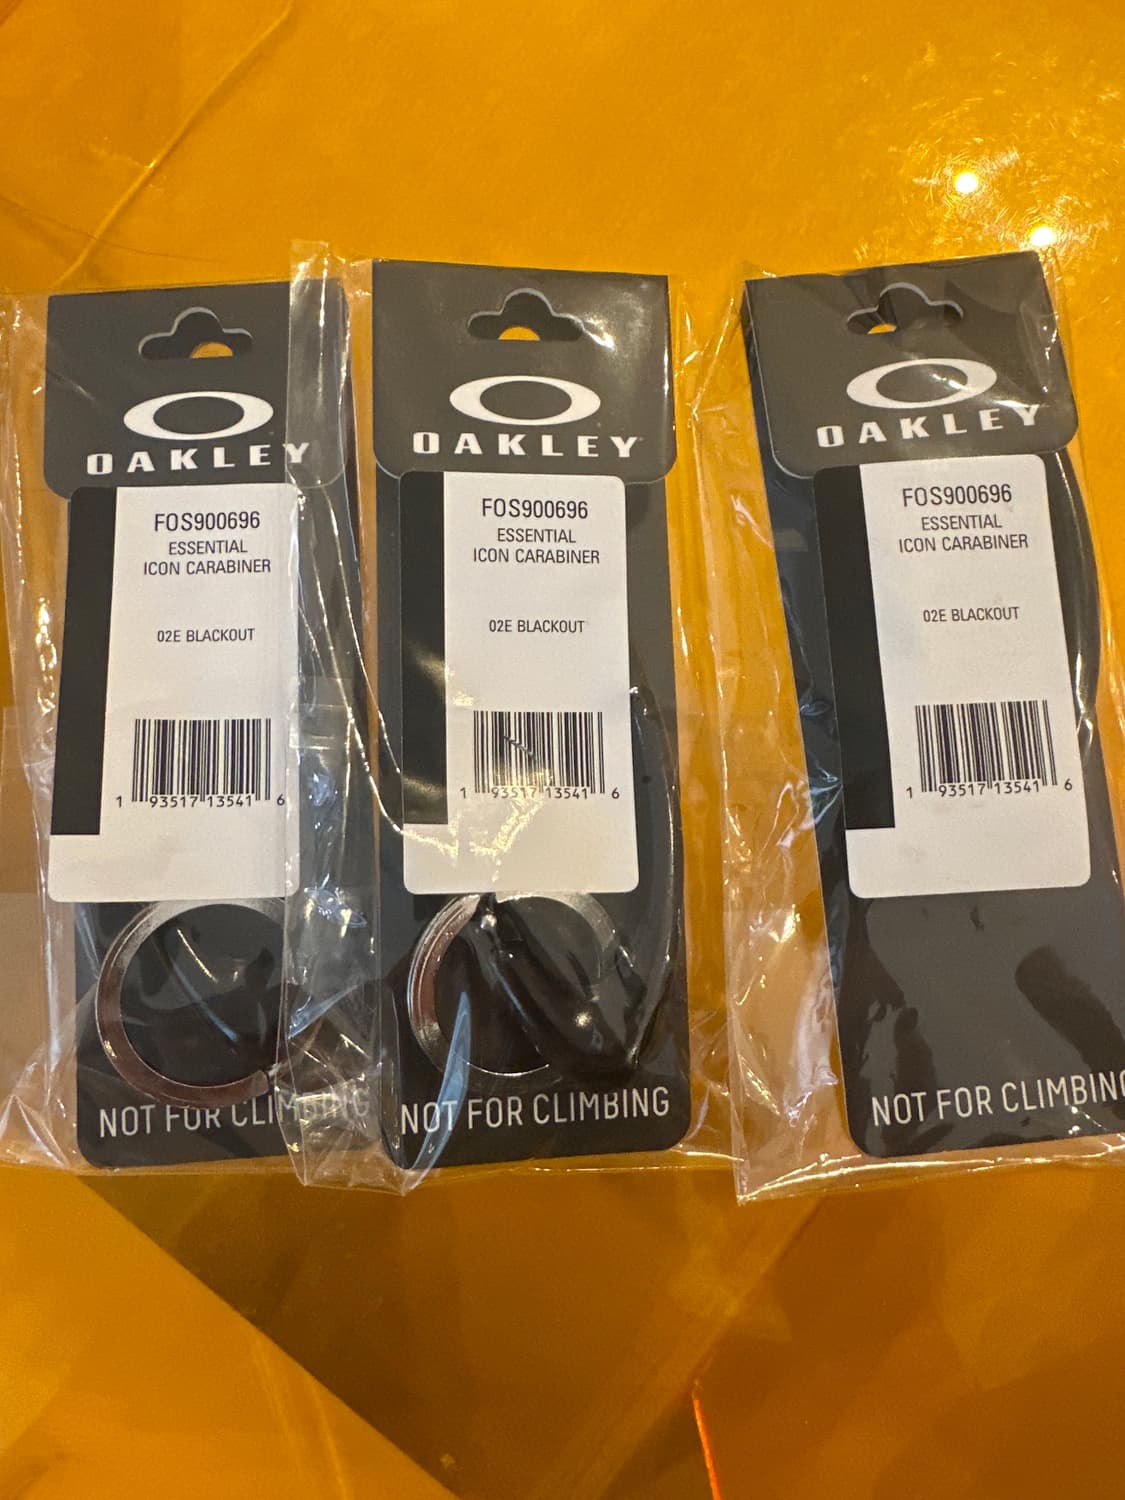 OAKLEY
FOS900696
ESSENTIAL
ICON CARABINER
02E BLACKOUT
1 93517 13541 6
NOT FOR CLIMBING
OAKLEY
FOS900696
ESSENTIAL
ICON CARABINER
02E BLACKOUT
1 93517 13541 6
NOT FOR CLIMBING
OAKLEY
FOS900696
ESSENTIAL
ICON CARABINER
02E BLACKOUT
1 93517 13541 6
NOT FOR CLIMBING